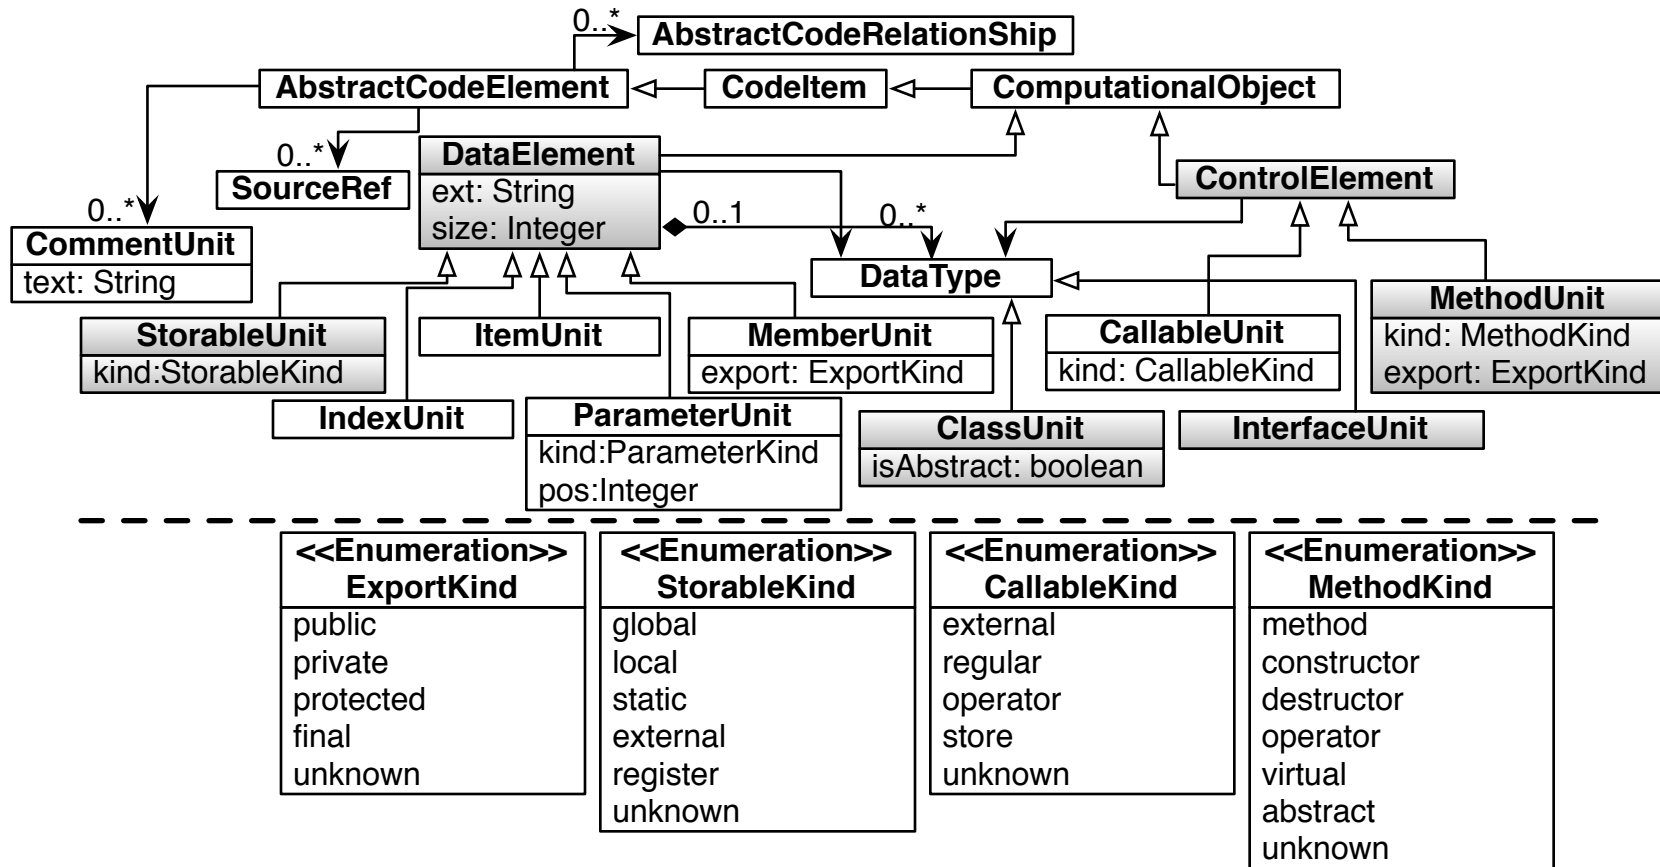 0..*
AbstractCodeRelationShip
AbstractCodeElement
CodeItem
ComputationalObject
0..*
SourceRef
DataElement
ext: String
size: Integer
ControlElement
0..*
CommentUnit
text: String
0..1
0..*
DataType
StorableUnit
kind:StorableKind
ItemUnit
MemberUnit
export: ExportKind
CallableUnit
kind: CallableKind
MethodUnit
kind: MethodKind
export: ExportKind
IndexUnit
ParameterUnit
kind:ParameterKind
pos:Integer
ClassUnit
isAbstract: boolean
InterfaceUnit
<<Enumeration>>
ExportKind
public
private
protected
final
unknown
<<Enumeration>>
StorableKind
global
local
static
external
register
unknown
<<Enumeration>>
CallableKind
external
regular
operator
store
unknown
<<Enumeration>>
MethodKind
method
constructor
destructor
operator
virtual
abstract
unknown